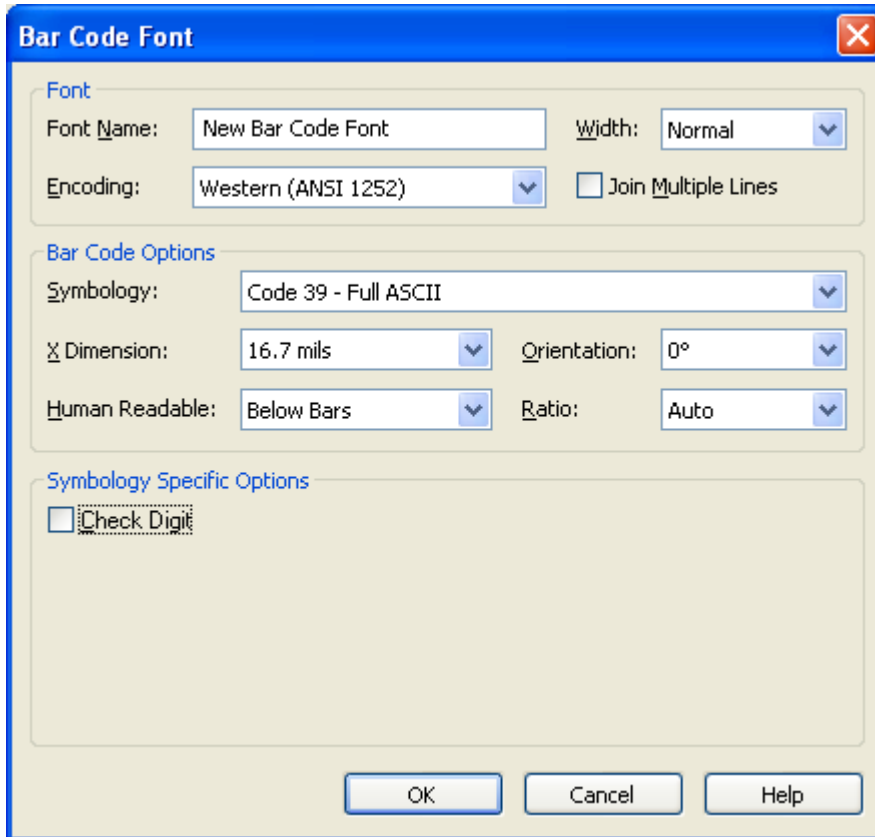 Bar Code Font
Font
Font Name: New Bar Code Font Width: Normal
Encoding: Western (ANSI 1252) Join Multiple Lines
Bar Code Options
Symbology: Code 39 - Full ASCII
X Dimension: 16.7 mils Orientation: 0°
Human Readable: Below Bars Ratio: Auto
Symbology Specific Options
Check Digit
OK Cancel Help